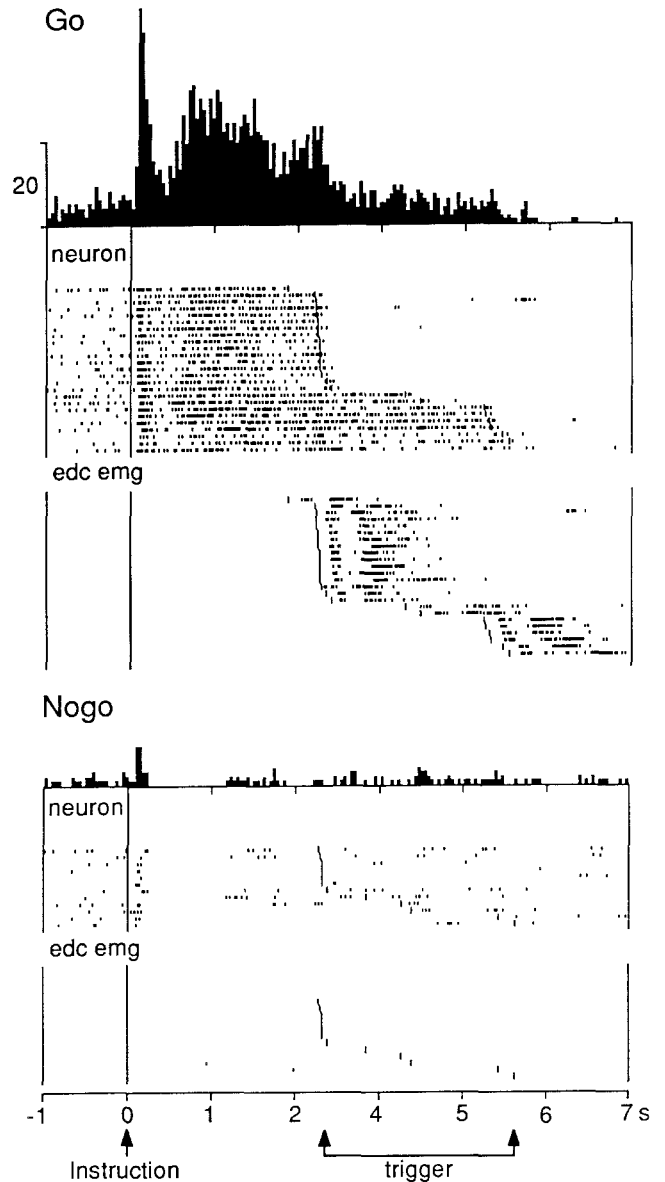 Go
20
neuron
edc emg
Nogo
neuron
edc emg
-1 0 1 2 3 4 5 6 7 s
Instruction trigger